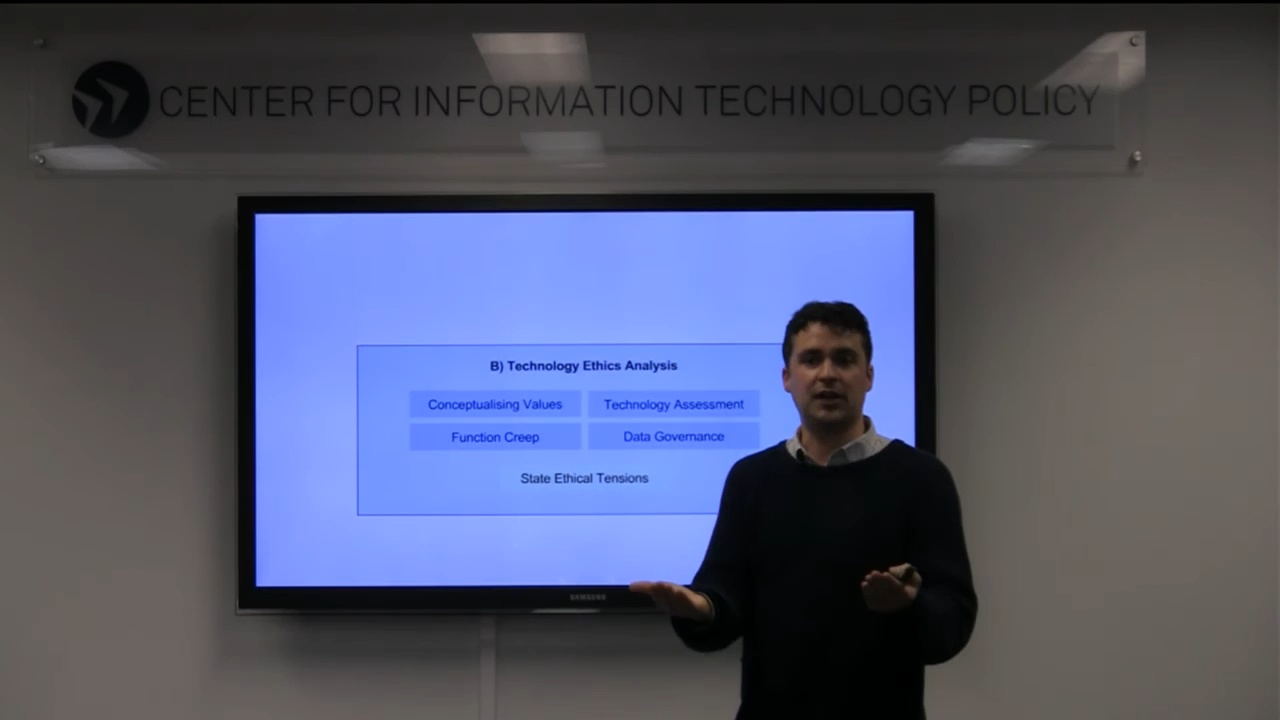 CENTER FOR INFORMATION TECHNOLOGY POLICY
B) Technology Ethics Analysis
Conceptualising Values Technology Assessment
Function Creep Data Governance
State Ethical Tensions
SAMSUNG